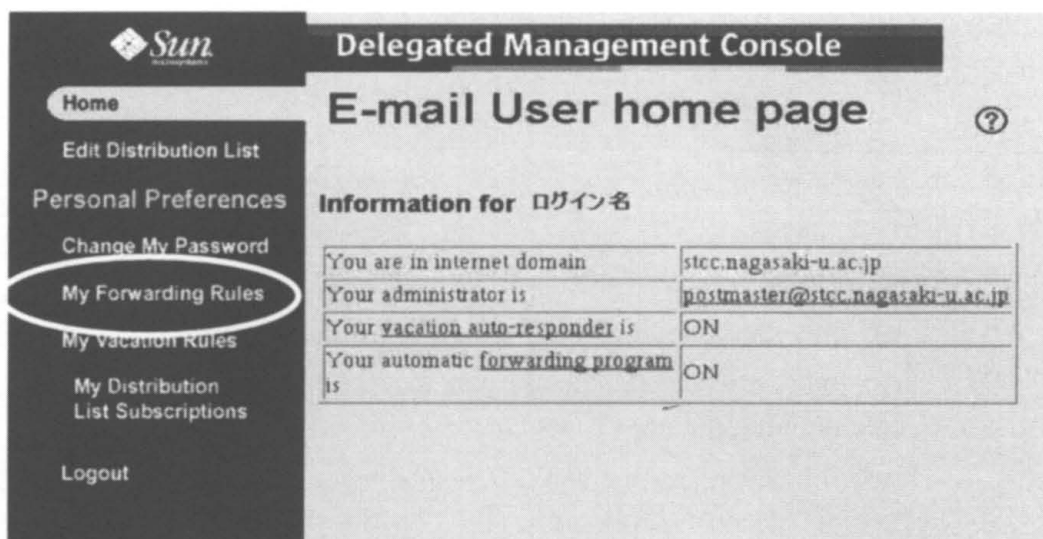 Sun
Delegated Management Console
Home
E-mail User home page
?
Edit Distribution List
Personal Preferences
Information for ログイン名
Change My Password
You are in internet domain
stcc.nagasaki-u.ac.jp
My Forwarding Rules
Your administrator is
postmaster@stcc.nagasaki-u.ac.jp
My Vacation Rules
Your vacation auto-responder is
ON
Your automatic forwarding program
is
ON
My Distribution
List Subscriptions
Logout